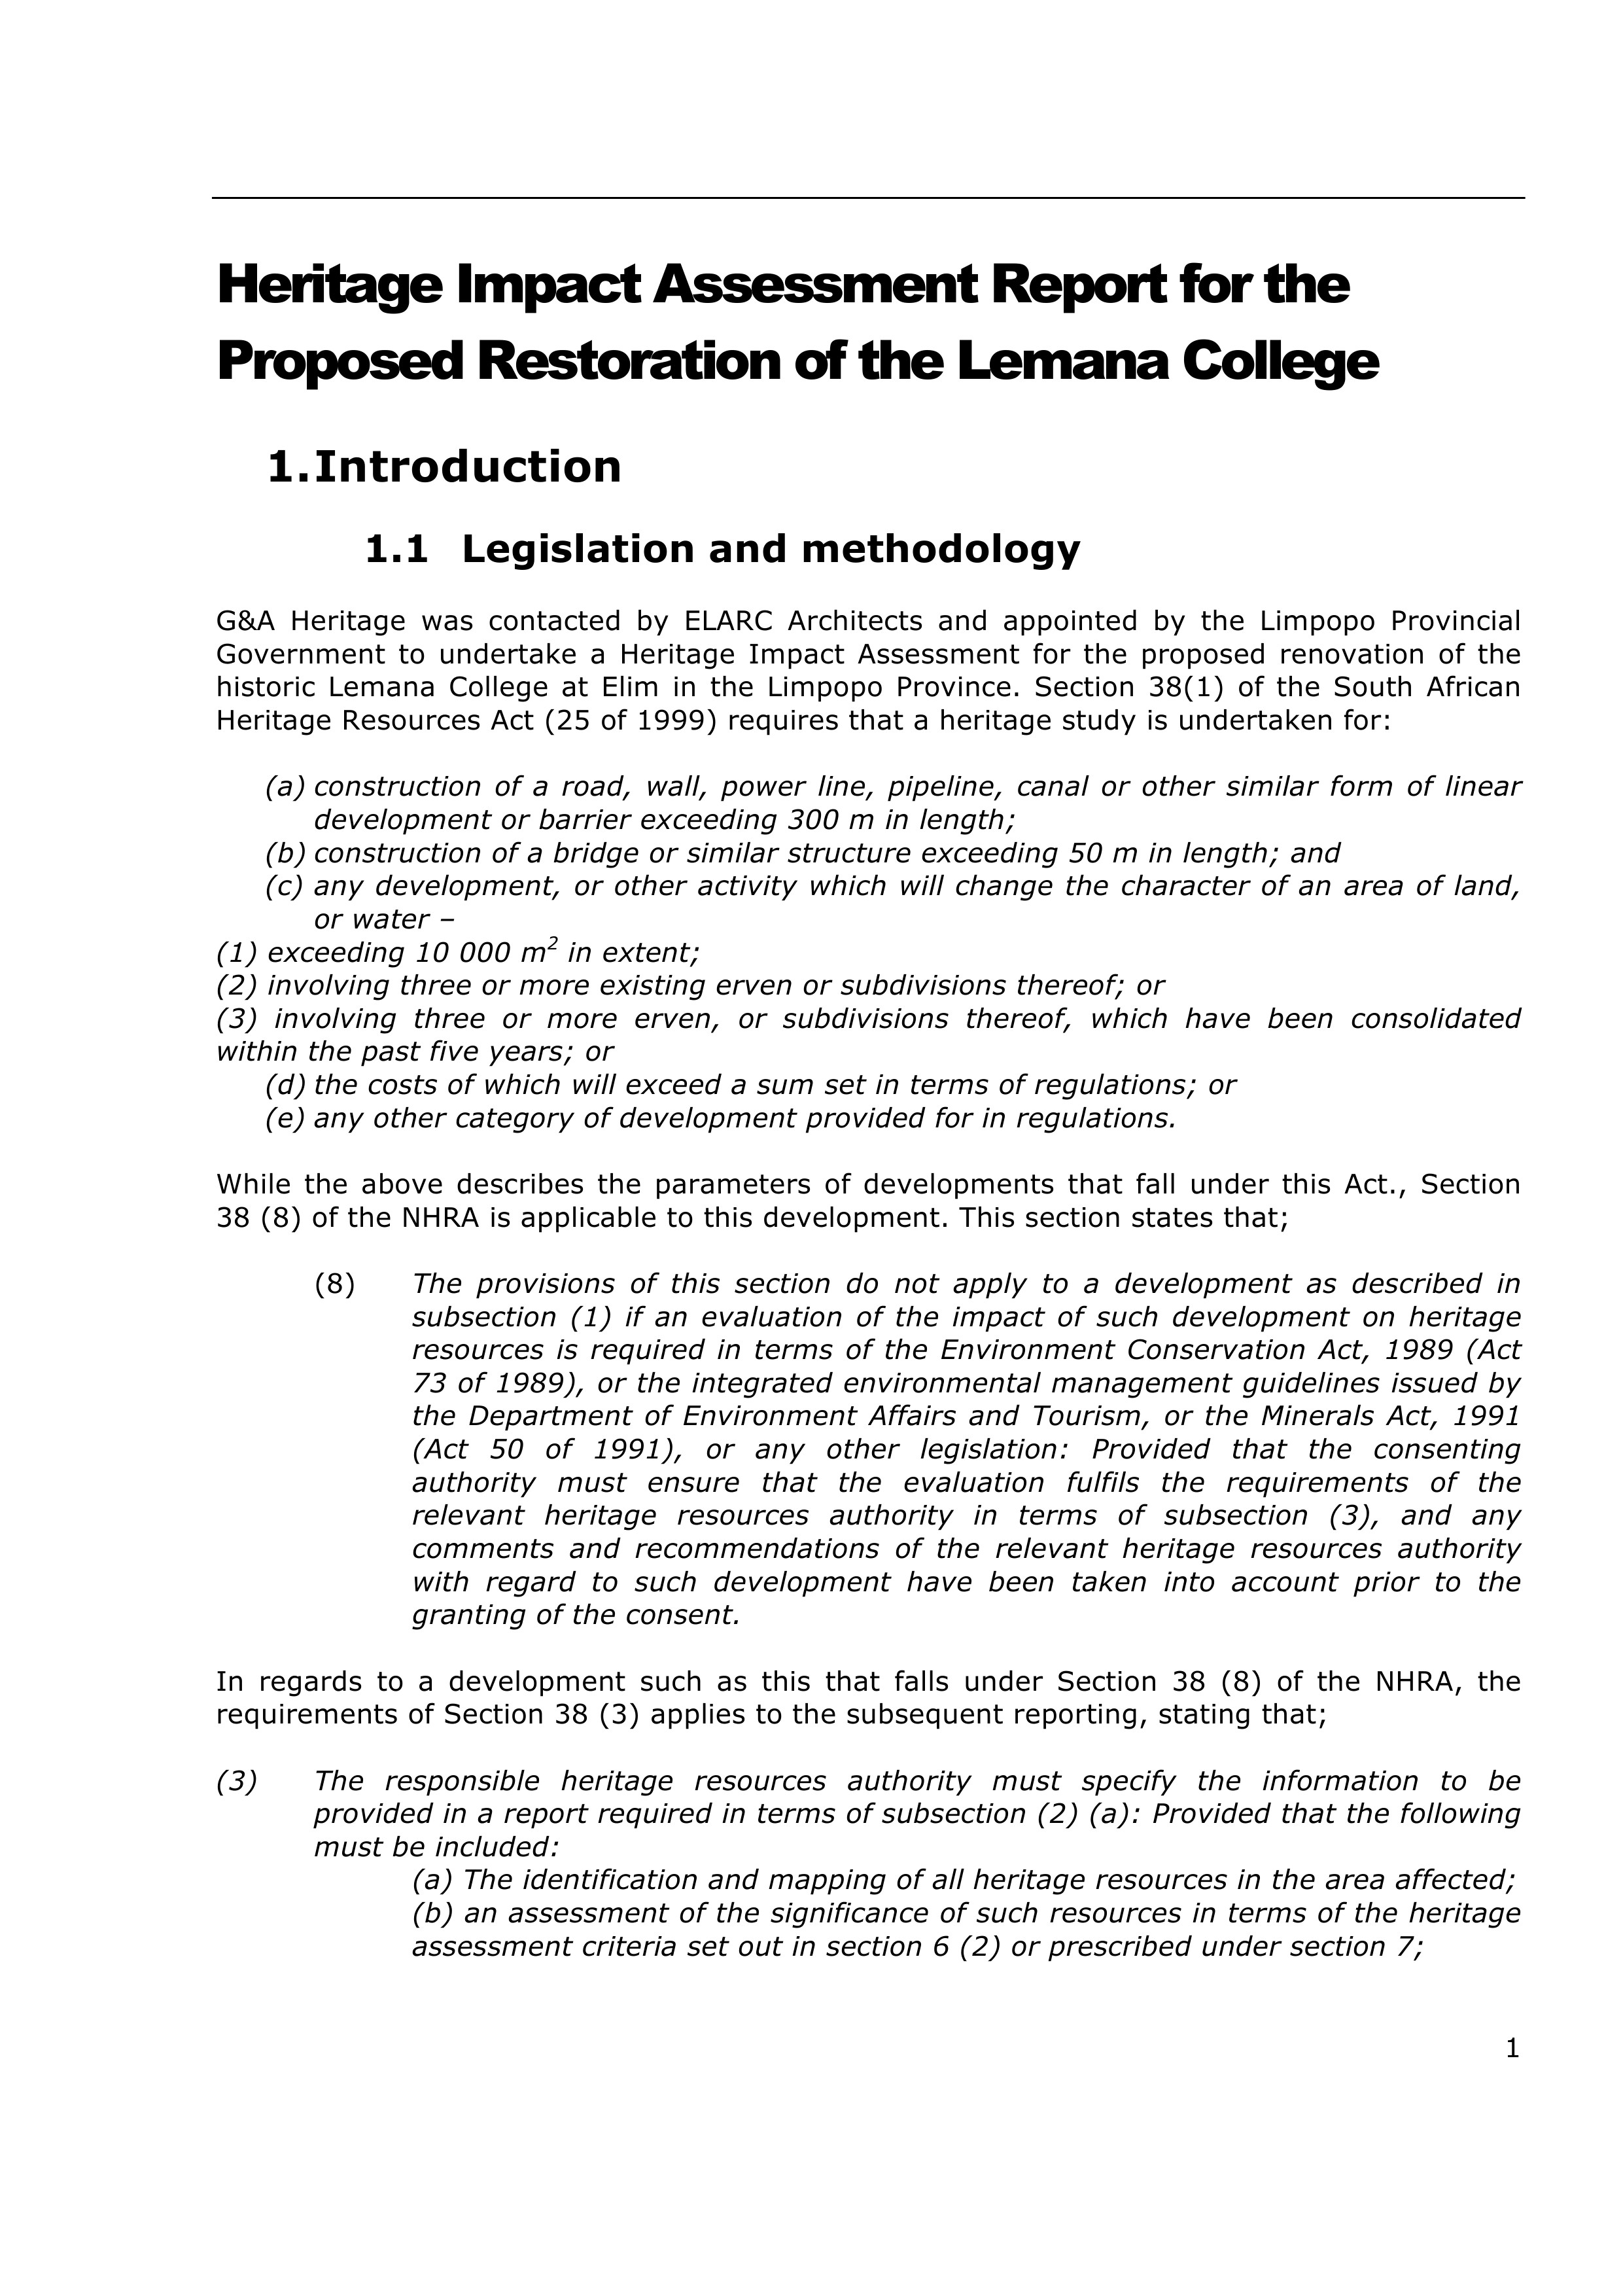 Heritage Impact Assessment Report for the
Proposed Restoration of the Lemana College
1. Introduction
1.1 Legislation and methodology
G&A Heritage was contacted by ELARC Architects and appointed by the Limpopo Provincial
Government to undertake a Heritage Impact Assessment for the proposed renovation of the
historic Lemana College at Elim in the Limpopo Province. Section 38(1) of the South African
Heritage Resources Act (25 of 1999) requires that a heritage study is undertaken for:
(a) construction of a road, wall, power line, pipeline, canal or other similar form of linear
development or barrier exceeding 300 m in length;
(b) construction of a bridge or similar structure exceeding 50 m in length; and
(c) any development, or other activity which will change the character of an area of land,
or water –
(1) exceeding 10 000 m² in extent;
(2) involving three or more existing erven or subdivisions thereof; or
(3) involving three or more erven, or subdivisions thereof, which have been consolidated
within the past five years; or
(d) the costs of which will exceed a sum set in terms of regulations; or
(e) any other category of development provided for in regulations.
While the above describes the parameters of developments that fall under this Act., Section
38 (8) of the NHRA is applicable to this development. This section states that;
(8) The provisions of this section do not apply to a development as described in
subsection (1) if an evaluation of the impact of such development on heritage
resources is required in terms of the Environment Conservation Act, 1989 (Act
73 of 1989), or the integrated environmental management guidelines issued by
the Department of Environment Affairs and Tourism, or the Minerals Act, 1991
(Act 50 of 1991), or any other legislation: Provided that the consenting
authority must ensure that the evaluation fulfils the requirements of the
relevant heritage resources authority in terms of subsection (3), and any
comments and recommendations of the relevant heritage resources authority
with regard to such development have been taken into account prior to the
granting of the consent.
In regards to a development such as this that falls under Section 38 (8) of the NHRA, the
requirements of Section 38 (3) applies to the subsequent reporting, stating that;
(3) The responsible heritage resources authority must specify the information to be
provided in a report required in terms of subsection (2) (a): Provided that the following
must be included:
(a) The identification and mapping of all heritage resources in the area affected;
(b) an assessment of the significance of such resources in terms of the heritage
assessment criteria set out in section 6 (2) or prescribed under section 7;
1